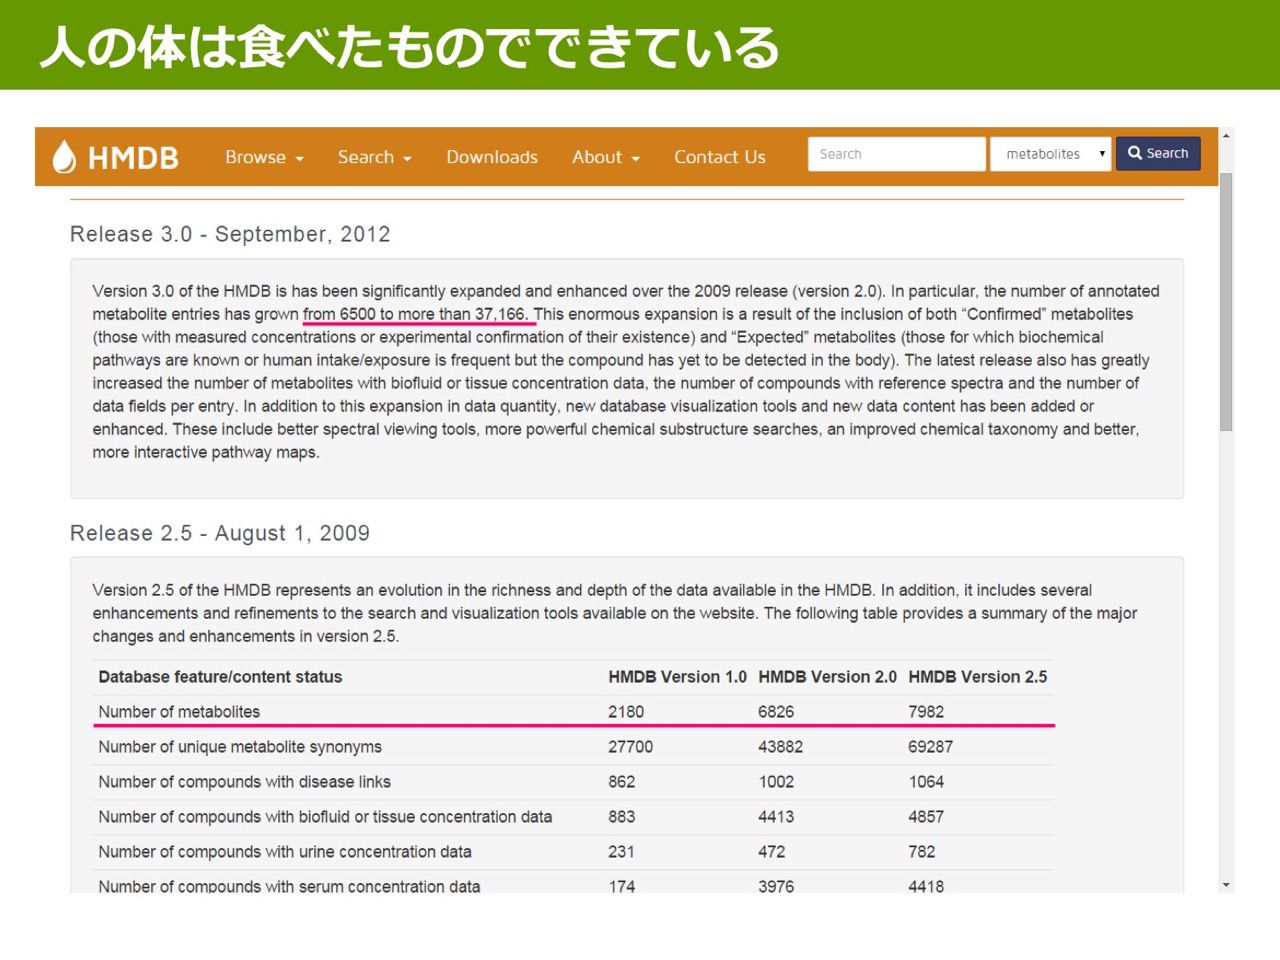 人の体は食べたものでできている
HMDB Browse Search Downloads About Contact Us Search metabolites Search
Release 3.0 - September, 2012
Version 3.0 of the HMDB is has been significantly expanded and enhanced over the 2009 release (version 2.0). In particular, the number of annotated
metabolite entries has grown from 6500 to more than 37,166. This enormous expansion is a result of the inclusion of both “Confirmed” metabolites
(those with measured concentrations or experimental confirmation of their existence) and “Expected” metabolites (those for which biochemical
pathways are known or human intake/exposure is frequent but the compound has yet to be detected in the body). The latest release also has greatly
increased the number of metabolites with biofluid or tissue concentration data, the number of compounds with reference spectra and the number of
data fields per entry. In addition to this expansion in data quantity, new database visualization tools and new data content has been added or
enhanced. These include better spectral viewing tools, more powerful chemical substructure searches, an improved chemical taxonomy and better,
more interactive pathway maps.
Release 2.5 - August 1, 2009
Version 2.5 of the HMDB represents an evolution in the richness and depth of the data available in the HMDB. In addition, it includes several
enhancements and refinements to the search and visualization tools available on the website. The following table provides a summary of the major
changes and enhancements in version 2.5.
Database feature/content status HMDB Version 1.0 HMDB Version 2.0 HMDB Version 2.5
Number of metabolites 2180 6826 7982
Number of unique metabolite synonyms 27700 43882 69287
Number of compounds with disease links 862 1002 1064
Number of compounds with biofluid or tissue concentration data 883 4413 4857
Number of compounds with urine concentration data 231 472 782
Number of compounds with serum concentration data 174 3976 4418